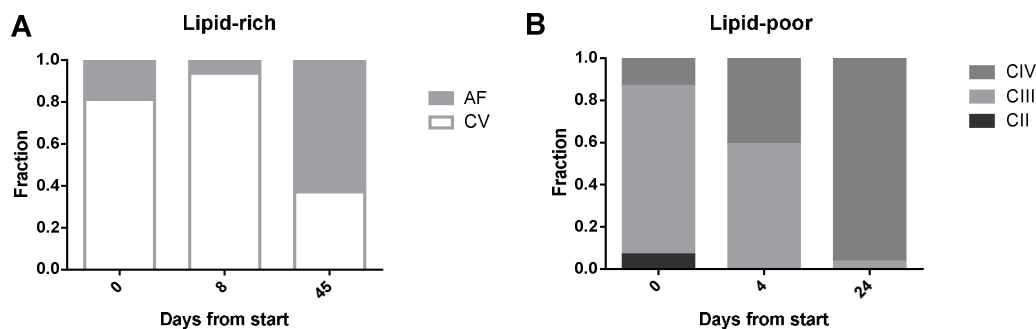 A
Lipid-rich
Fraction
1.0
0.8
0.6
0.4
0.2
0.0
0
8
45
Days from start
AF
CV
B
Lipid-poor
Fraction
1.0
0.8
0.6
0.4
0.2
0.0
0
4
24
Days from start
CIV
CIII
CII